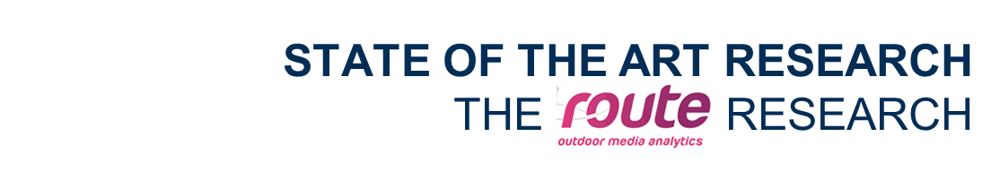 STATE OF THE ART RESEARCH
THE route RESEARCH
outdoor media analytics